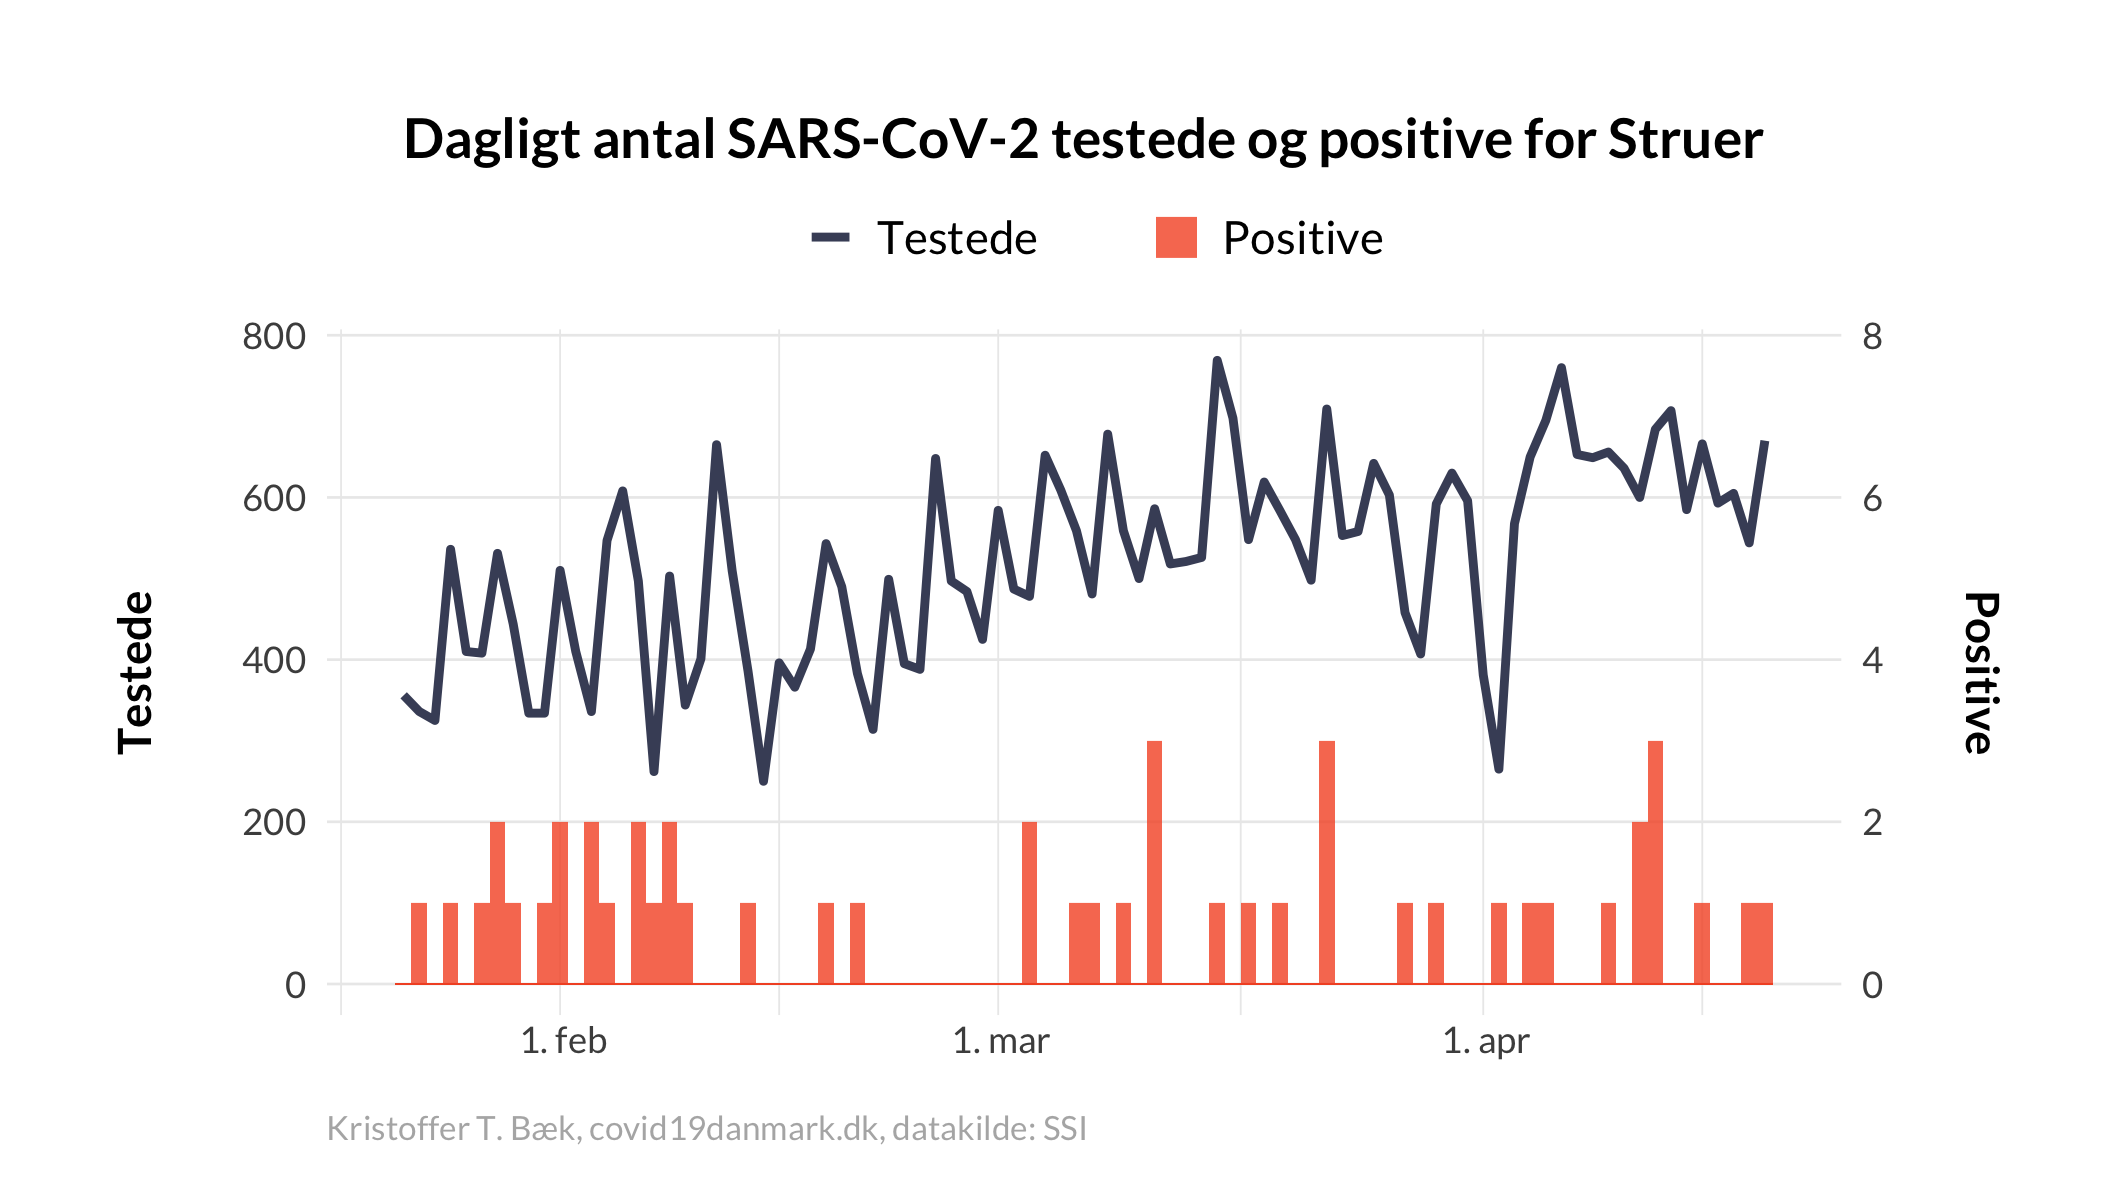 Dagligt antal SARS-CoV-2 testede og positive for Struer
Testede
Positive
800
600
400
200
0
8
6
4
2
0
Testede
Positive
1. feb
1. mar
1. apr
Kristoffer T. Bæk, covid19danmark.dk, datakilde: SSI